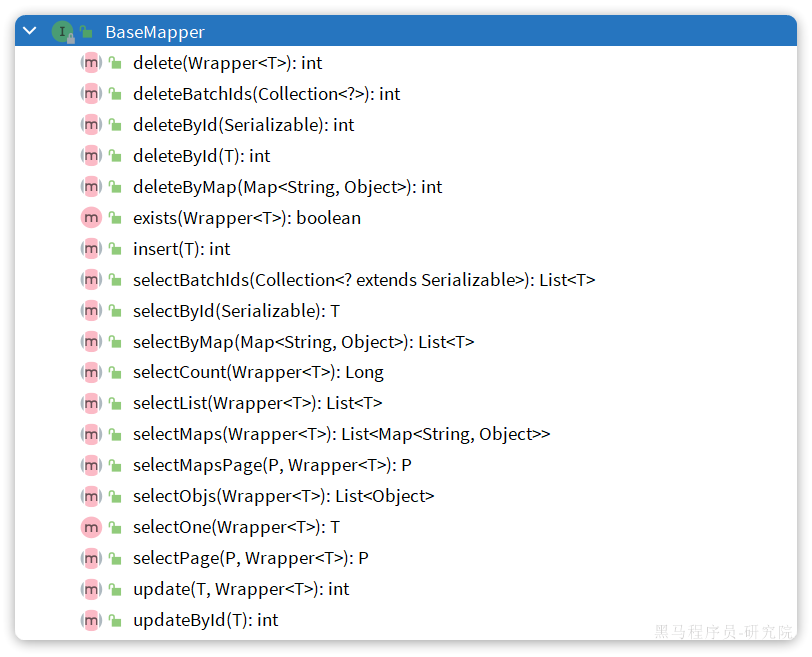 BaseMapper
delete(Wrapper<T>): int
deleteBatchIds(Collection<?>): int
deleteById(Serializable): int
deleteById(T): int
deleteByMap(Map<String, Object>): int
exists(Wrapper<T>): boolean
insert(T): int
selectBatchIds(Collection<? extends Serializable>): List<T>
selectById(Serializable): T
selectByMap(Map<String, Object>): List<T>
selectCount(Wrapper<T>): Long
selectList(Wrapper<T>): List<T>
selectMaps(Wrapper<T>): List<Map<String, Object>>
selectMapsPage(P, Wrapper<T>): P
selectObjs(Wrapper<T>): List<Object>
selectOne(Wrapper<T>): T
selectPage(P, Wrapper<T>): P
update(T, Wrapper<T>): int
updateById(T): int
黑马程序员-研究院